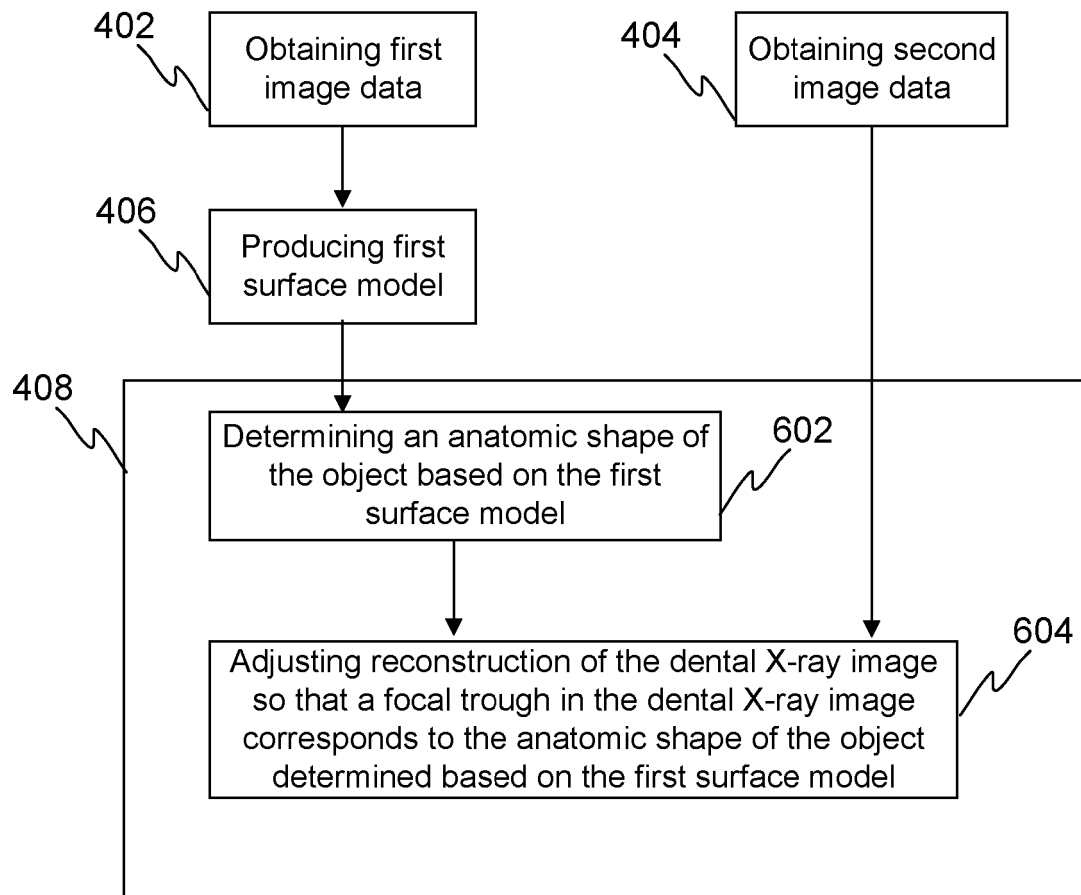 402
Obtaining first
image data
404
Obtaining second
image data
406
Producing first
surface model
408
Determining an anatomic shape of
the object based on the first
surface model
602
Adjusting reconstruction of the dental X-ray image
so that a focal trough in the dental X-ray image
corresponds to the anatomic shape of the object
determined based on the first surface model
604